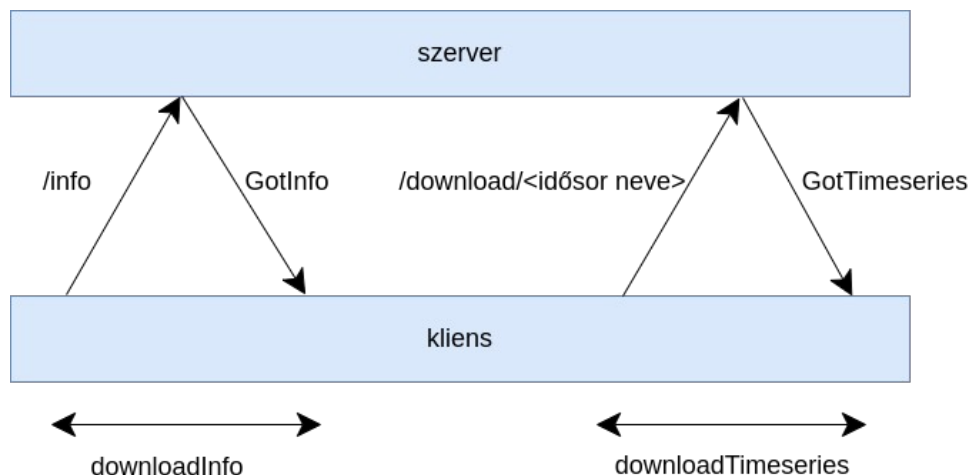 szerver
/info
GotInfo
/download/<idősor neve>
GotTimeseries
kliens
downloadInfo
downloadTimeseries